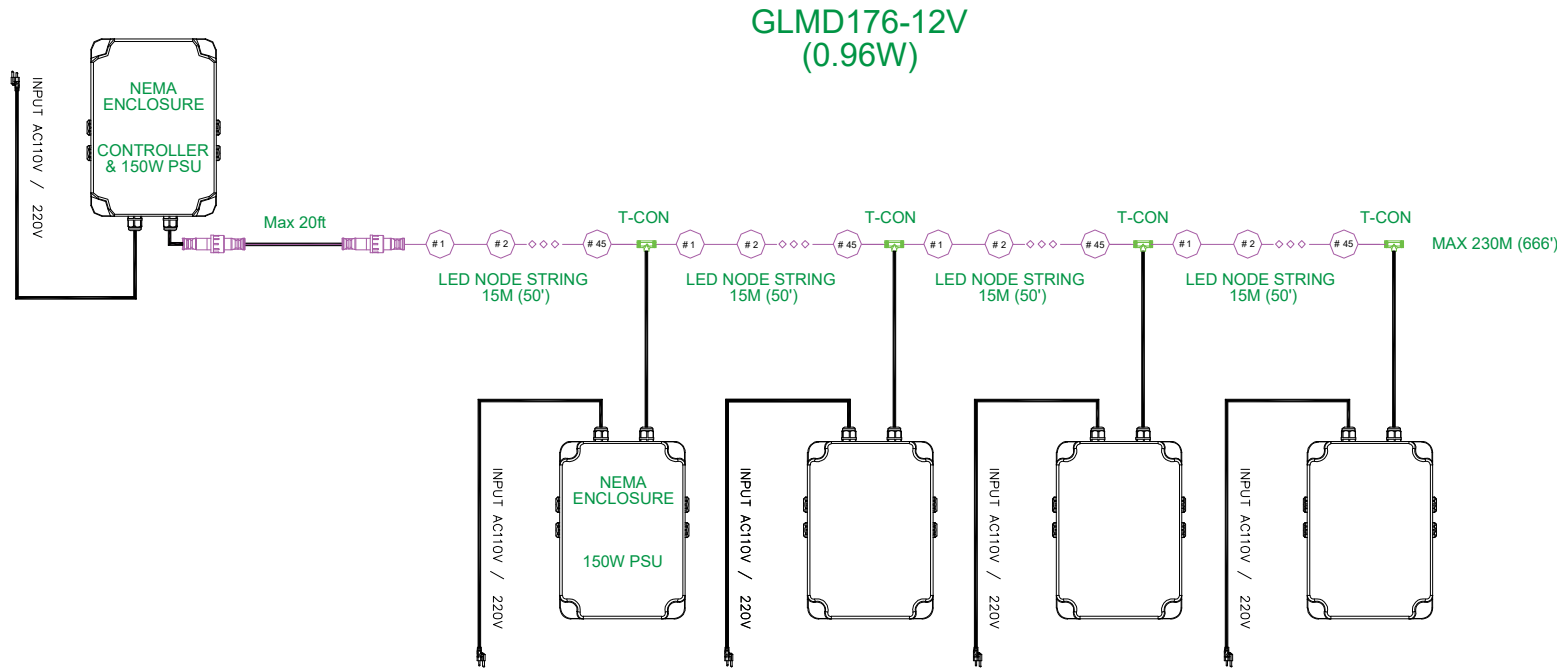 GLMD176-12V
(0.96W)
NEMA
ENCLOSURE
CONTROLLER
& 150W PSU
INPUT AC110V / 220V
Max 20ft
# 1
# 2
# 45
T-CON
# 1
# 2
# 45
T-CON
# 1
# 2
# 45
T-CON
# 1
# 2
# 45
T-CON
MAX 230M (666')
LED NODE STRING
15M (50')
LED NODE STRING
15M (50')
LED NODE STRING
15M (50')
LED NODE STRING
15M (50')
INPUT AC110V / 220V
NEMA
ENCLOSURE
150W PSU
INPUT AC110V / 220V
INPUT AC110V / 220V
INPUT AC110V / 220V